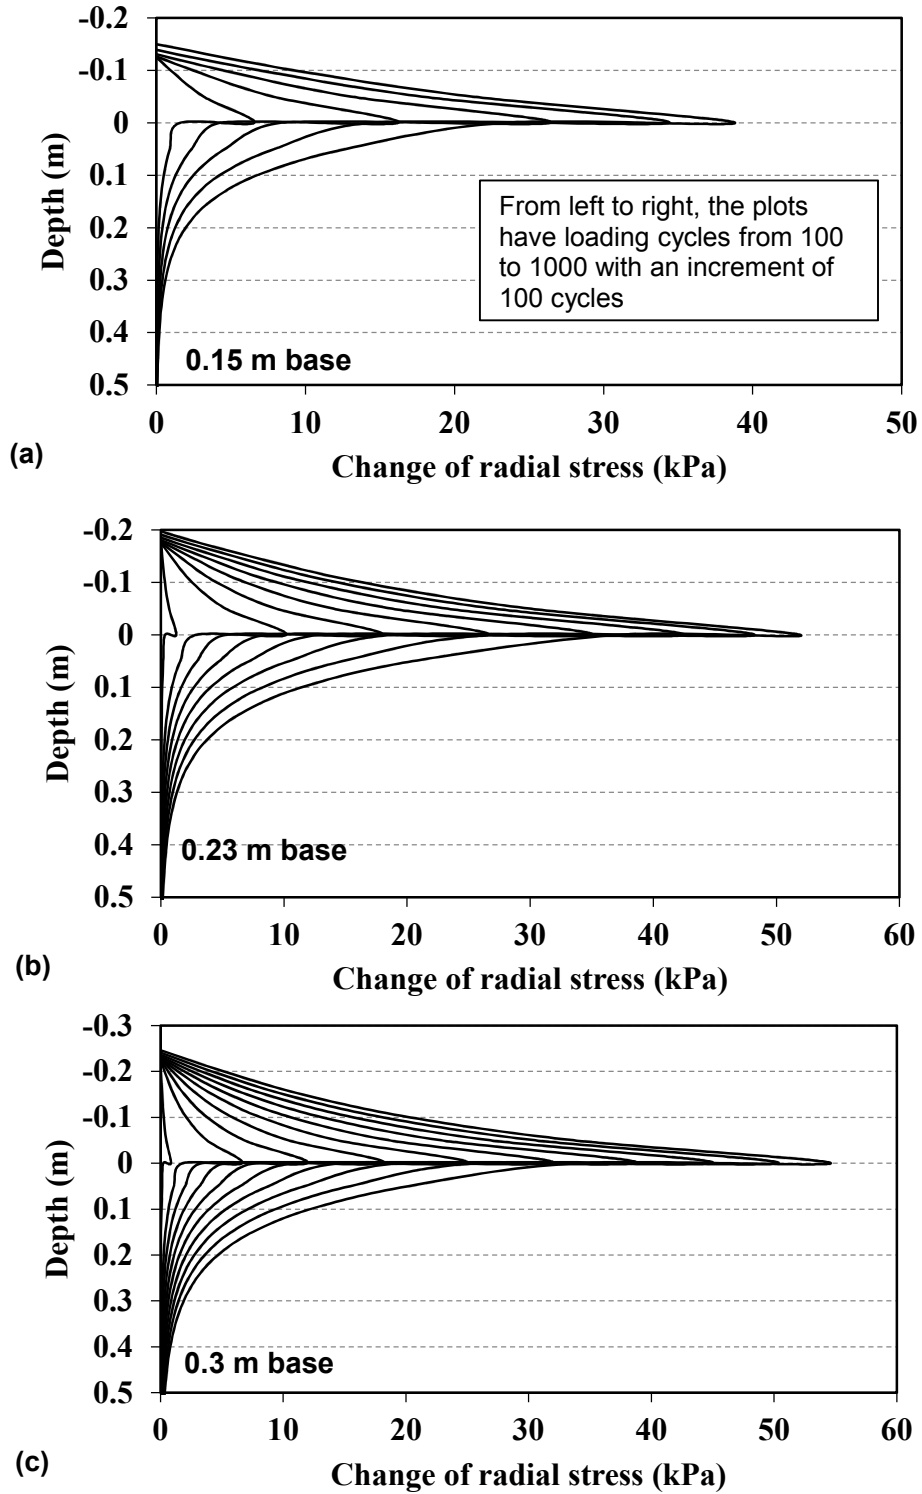 -0.2
-0.1
0
0.1
0.2
0.3
0.4
0.5
Depth (m)
From left to right, the plots
have loading cycles from 100
to 1000 with an increment of
100 cycles
0.15 m base
0 10 20 30 40 50
(a)
Change of radial stress (kPa)
-0.2
-0.1
0
0.1
0.2
0.3
0.4
0.5
Depth (m)
0.23 m base
0 10 20 30 40 50 60
(b)
Change of radial stress (kPa)
-0.3
-0.2
-0.1
0
0.1
0.2
0.3
0.4
0.5
Depth (m)
0.3 m base
0 10 20 30 40 50 60
(c)
Change of radial stress (kPa)